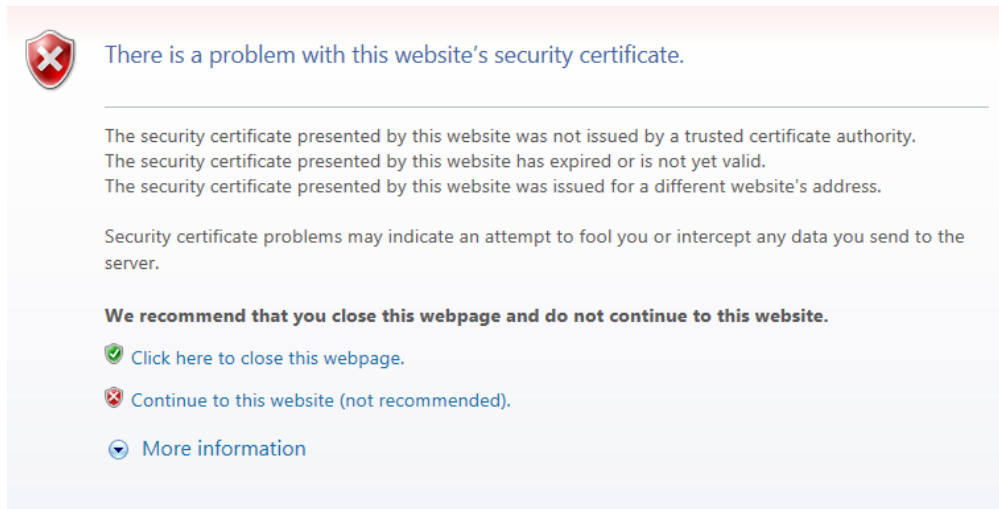 There is a problem with this website's security certificate.
The security certificate presented by this website was not issued by a trusted certificate authority.
The security certificate presented by this website has expired or is not yet valid.
The security certificate presented by this website was issued for a different website's address.
Security certificate problems may indicate an attempt to fool you or intercept any data you send to the
server.
We recommend that you close this webpage and do not continue to this website.
Click here to close this webpage.
Continue to this website (not recommended).
More information